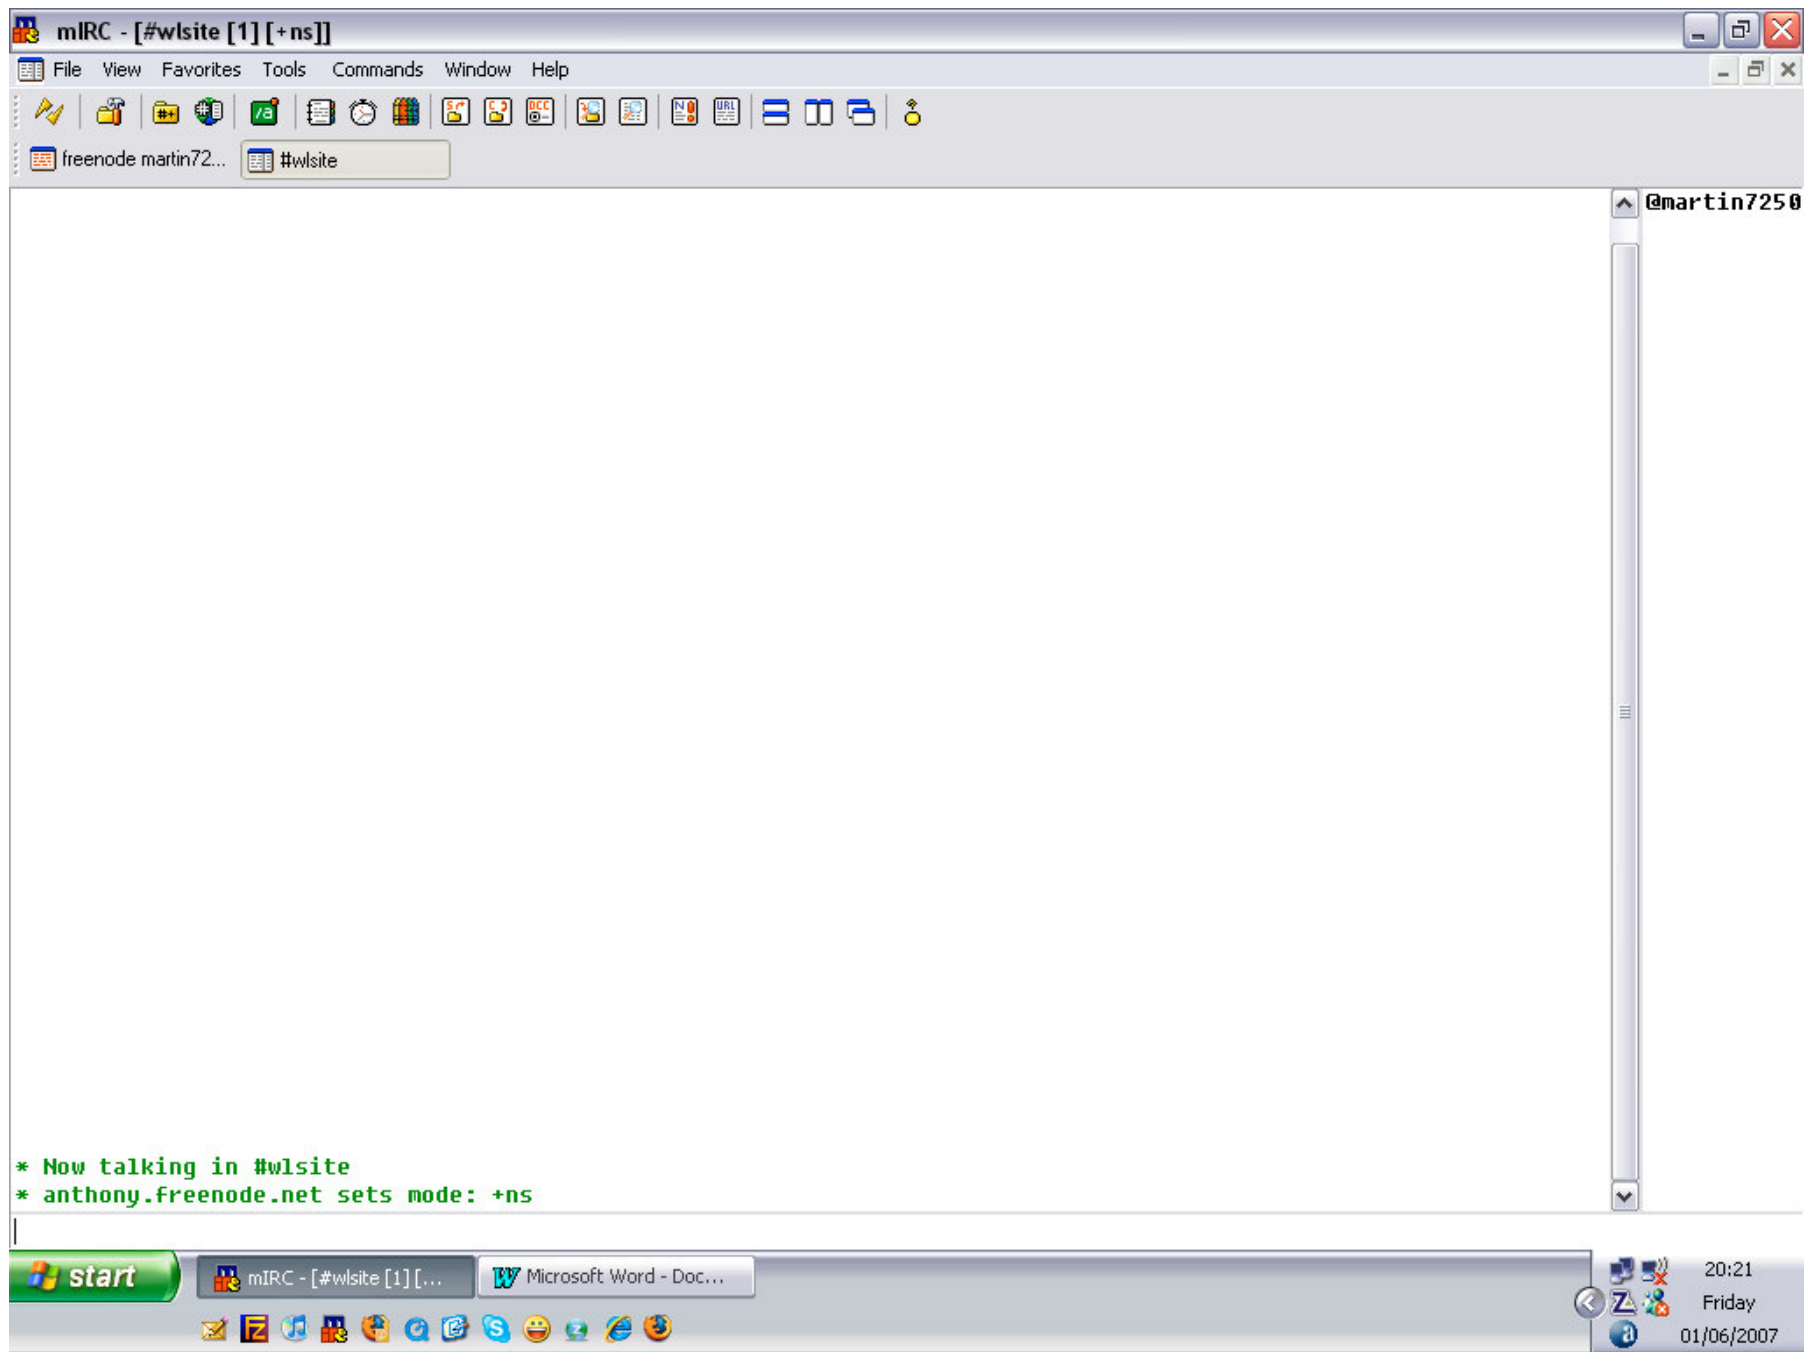 mIRC - [#wlsite [1] [+ns]]
File View Favorites Tools Commands Window Help
freenode martin72... #wlsite
@martin7250
* Now talking in #wlsite
* anthony.freenode.net sets mode: +ns
start mIRC - [#wlsite [1] [... Microsoft Word - Doc...
20:21
Friday
01/06/2007